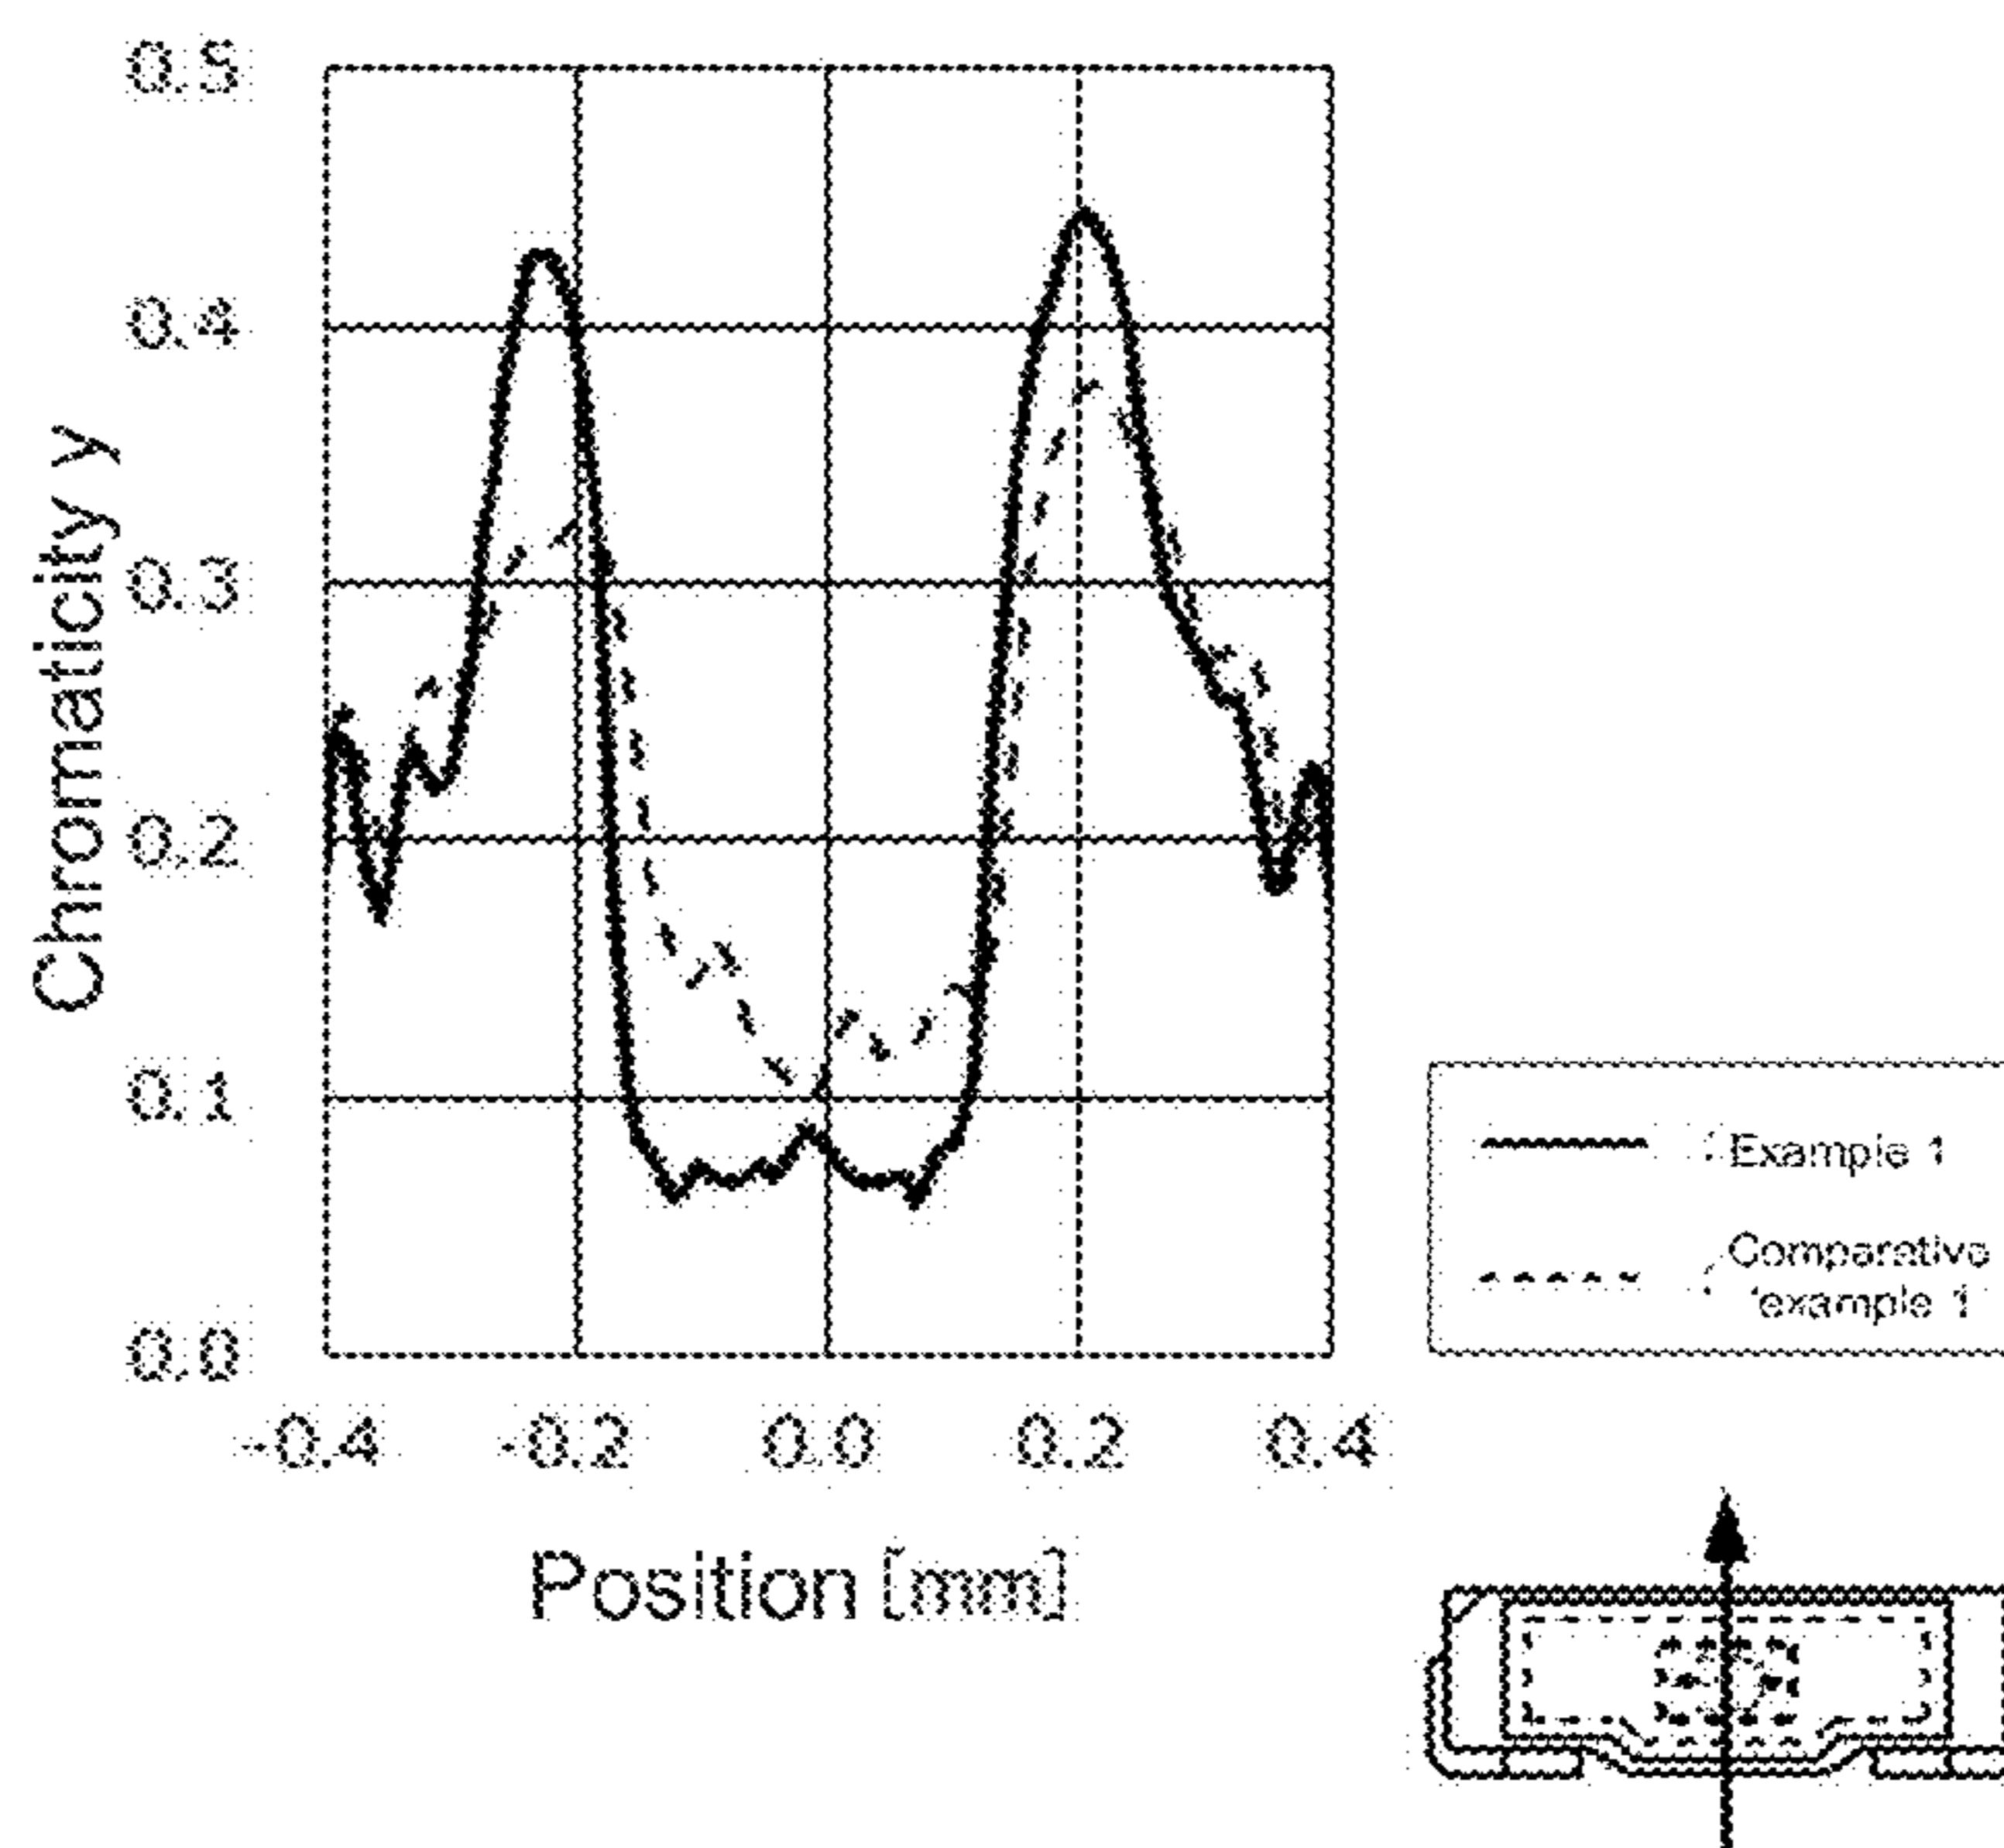 0.5
0.4
0.3
0.2
0.1
0.0
Chromaticity y
-0.4 -0.2 0.0 0.2 0.4
Position [mm]
: Example 1
: Comparative
example 1